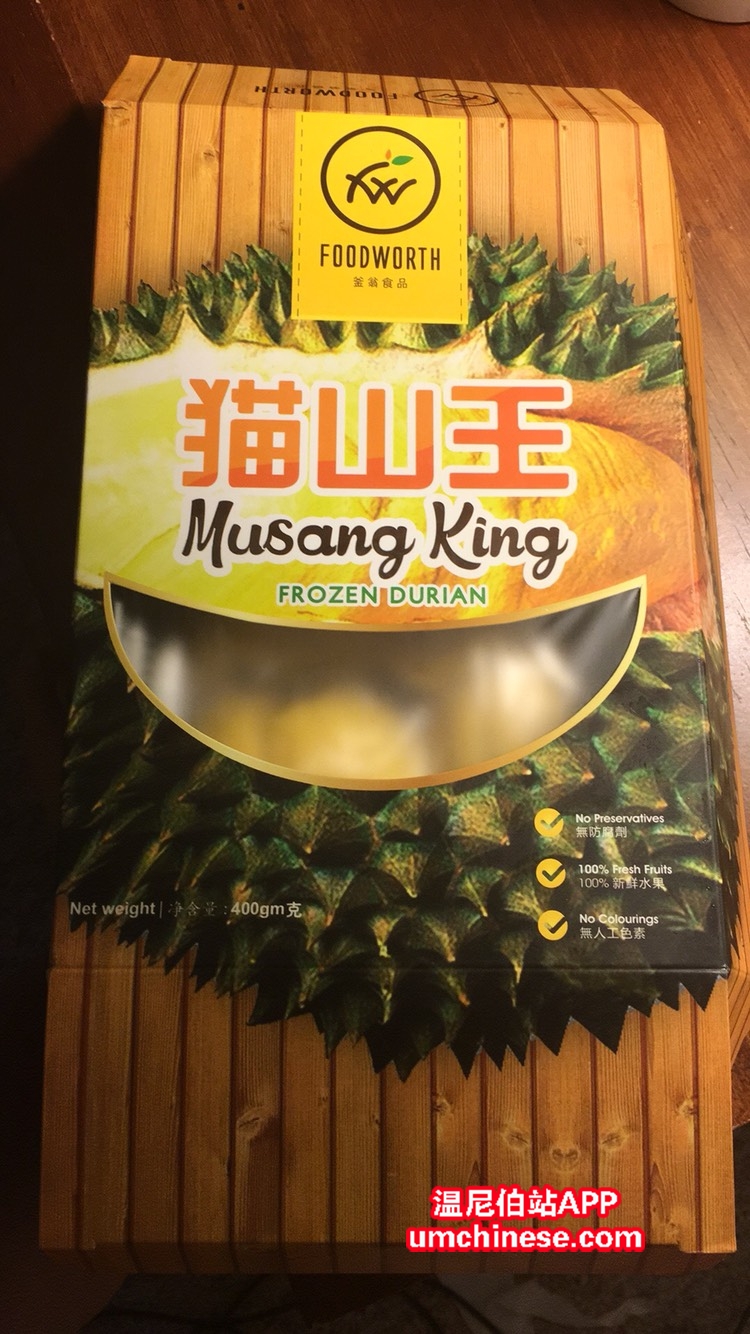 FOODWORTH
FW
FOODWORTH
釜翁食品
猫山王
Musang King
FROZEN DURIAN
No Preservatives
無防腐劑
100% Fresh Fruits
100% 新鮮水果
Net weight | 净含量 : 400gm克
No Colourings
無人工色素
温尼伯站APP
umchinese.com